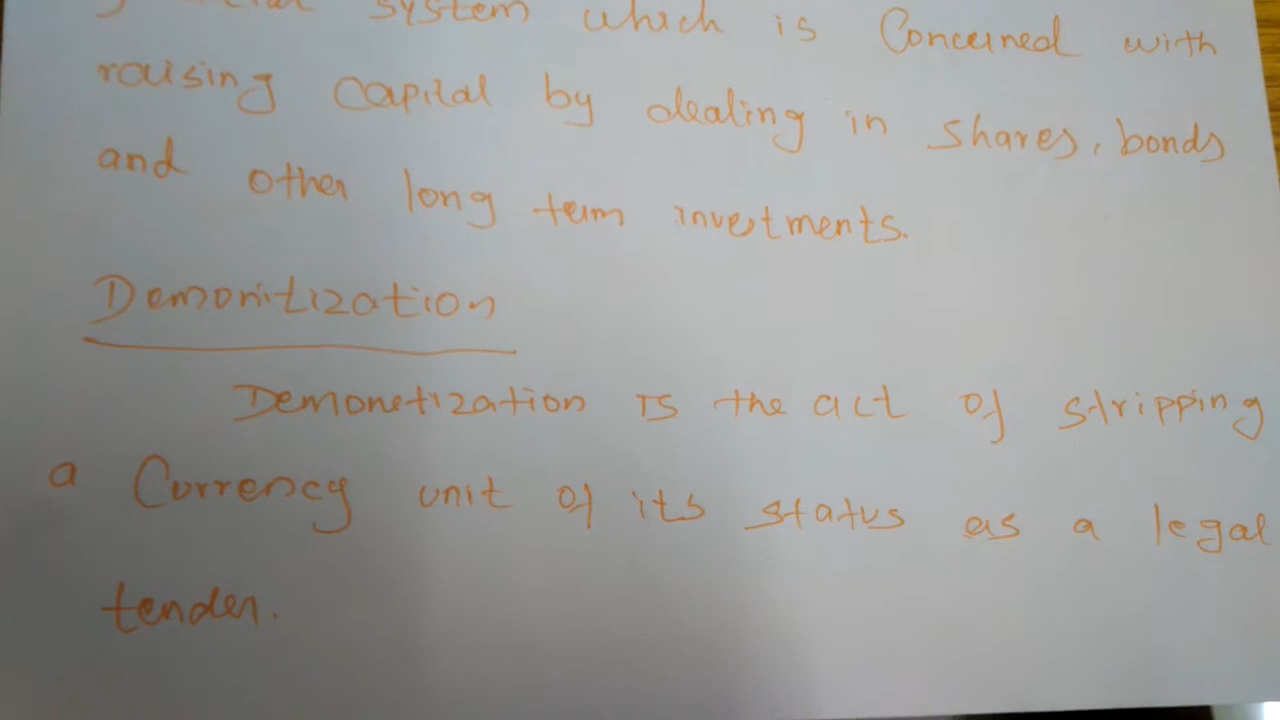 system which is Concerned with
raising Capital by dealing in shares, bonds
and other long term investments.
Demonitization
Demonetization is the act of stripping
a Currency unit of its status as a legal
tender.